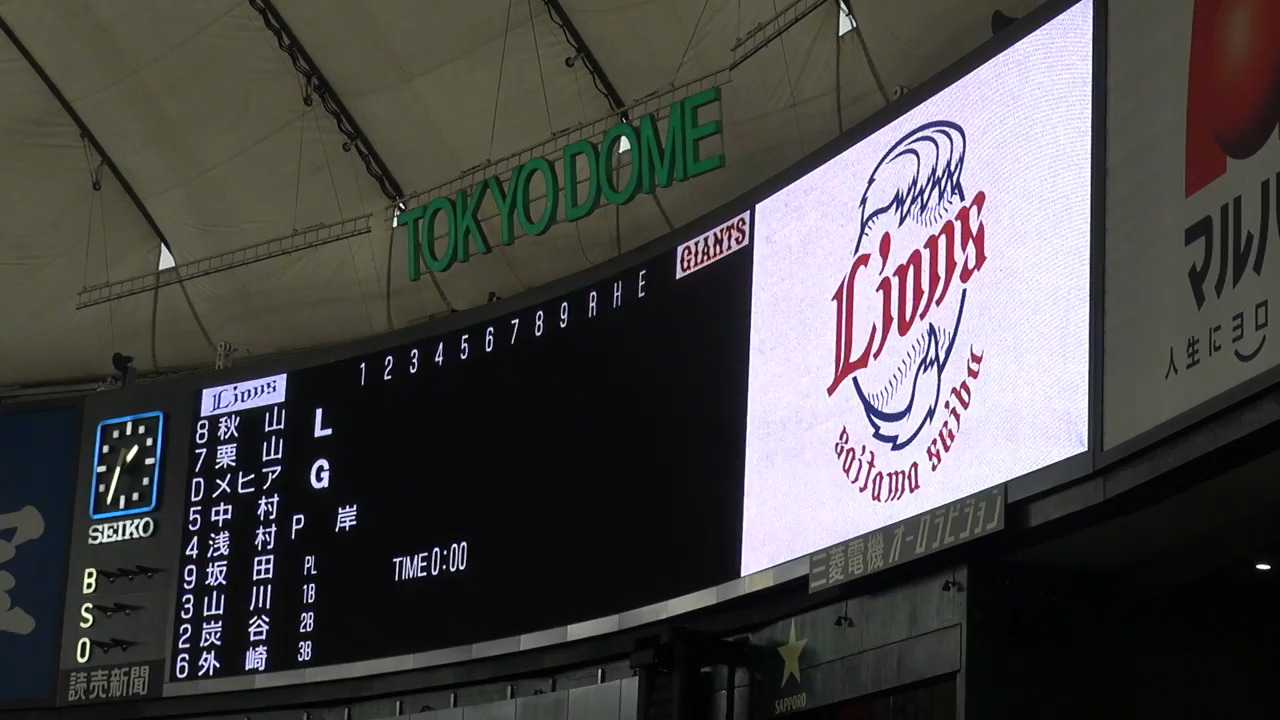 TOKYO DOME
GIANTS
1 2 3 4 5 6 7 8 9 R H E
Lions
L
G
8 秋山
7 栗山
D メヒア
5 中村
4 浅村
9 坂田
3 山川
2 炭谷
6 外崎
P 岸
PL
1B
2B
3B
TIME 0:00
SEIKO
B
S
O
読売新聞
Lions
Saitama Seibu
三菱電機 オーロラビジョン
SAPPORO
マル
人生にヨロ